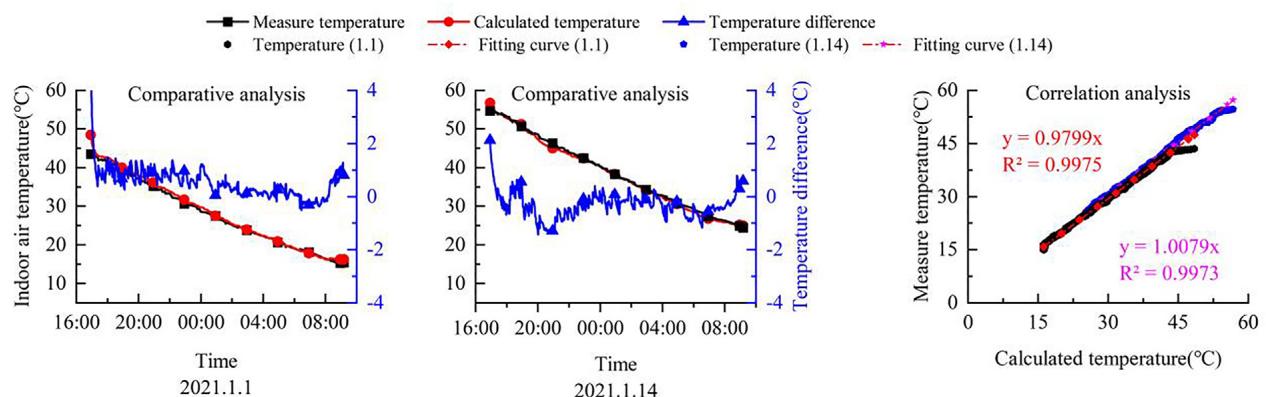 Measure temperature Calculated temperature Temperature difference
Temperature (1.1) Fitting curve (1.1) Temperature (1.14) Fitting curve (1.14)
Indoor air temperature(°C)
60
50
40
30
20
10
Comparative analysis
4
2
0
-2
-4
16:00 20:00 00:00 04:00 08:00
Time
2021.1.1
60
50
40
30
20
10
Comparative analysis
4
2
0
-2
-4
Temperature difference(°C)
16:00 20:00 00:00 04:00 08:00
Time
2021.1.14
Measure temperature(°C)
60
45
30
15
0
Correlation analysis
y = 0.9799x
R² = 0.9975
y = 1.0079x
R² = 0.9973
0 15 30 45 60
Calculated temperature(°C)